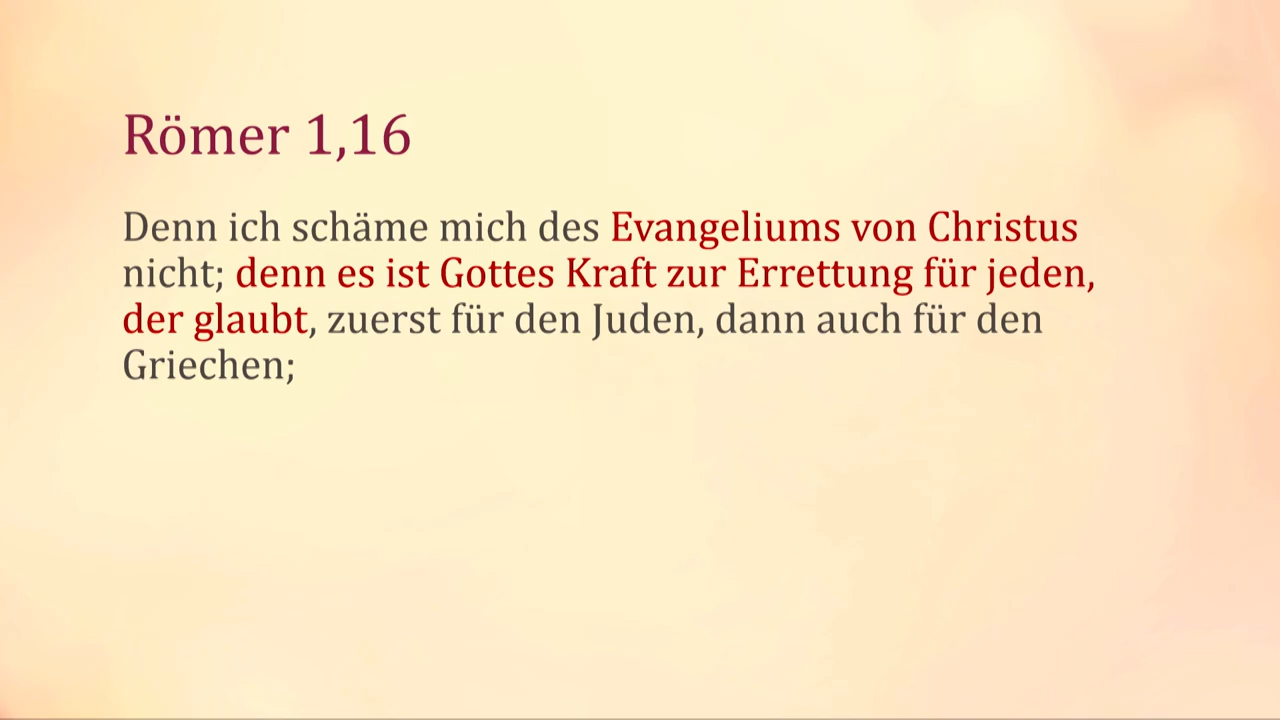 Römer 1,16
Denn ich schäme mich des Evangeliums von Christus
nicht; denn es ist Gottes Kraft zur Errettung für jeden,
der glaubt, zuerst für den Juden, dann auch für den
Griechen;